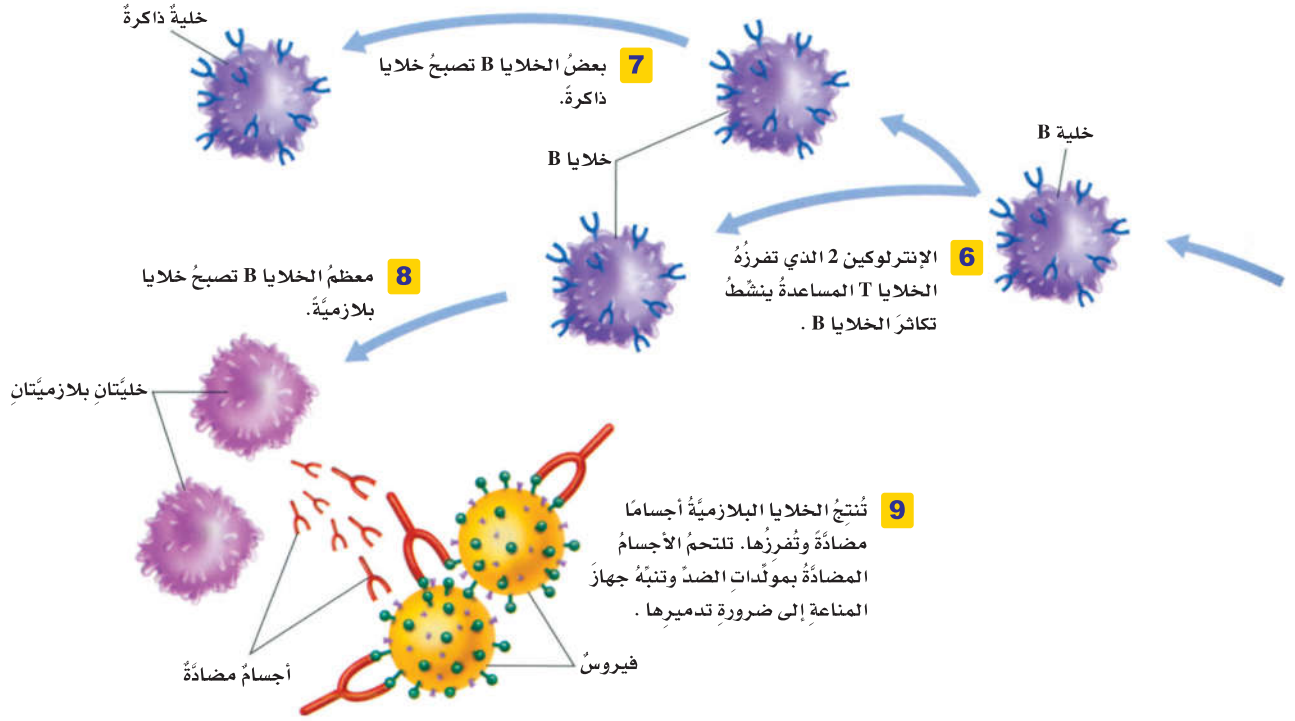 خلية B
6 الإنترلوكين 2 الذي تفرزُهُ
الخلايا T المساعدةُ ينشّطُ
تكاثرَ الخلايا B .
خلايا B
7 بعضُ الخلايا B تصبحُ خلايا
ذاكرةً.
خليةٌ ذاكرةٌ
8 معظمُ الخلايا B تصبحُ خلايا
بلازميَّةً.
خليَّتانِ بلازميَّتانِ
9 تُنتِجُ الخلايا البلازميَّةُ أجسامًا
مضادَّةً وتُفرِزُها. تلتحمُ الأجسامُ
المضادَّةُ بمولّداتِ الضدّ وتنبّهُ جهازَ
المناعةِ إلى ضرورةِ تدميرِها .
فيروسٌ
أجسامٌ مضادَّةٌ